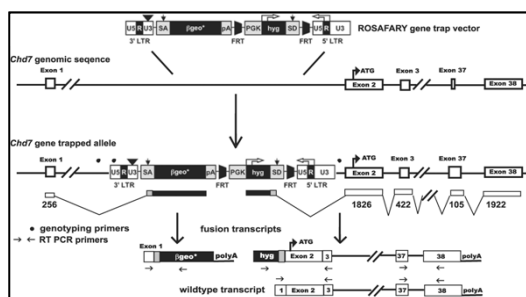 U5 R U3 SA βgeo* pA PGK hyg SD U5 R U3 ROSAFARY gene trap vector
3' LTR FRT FRT 5' LTR
Chd7 genomic seqence
Exon 1 ATG Exon 3 Exon 37
Exon 2 Exon 38
Chd7 gene trapped allele
Exon 1 ATG Exon 3 Exon 37
U5 R U3 SA βgeo* pA PGK hyg SD U5 R U3 Exon 2 Exon 38
3' LTR FRT FRT 5' LTR
256 1826 422 105 1922
genotyping primers
RT PCR primers
fusion transcripts
Exon 1 polyA ATG polyA
βgeo* hyg Exon 2 3 37 38
wildtype transcript 1 Exon 2 3 37 38 polyA